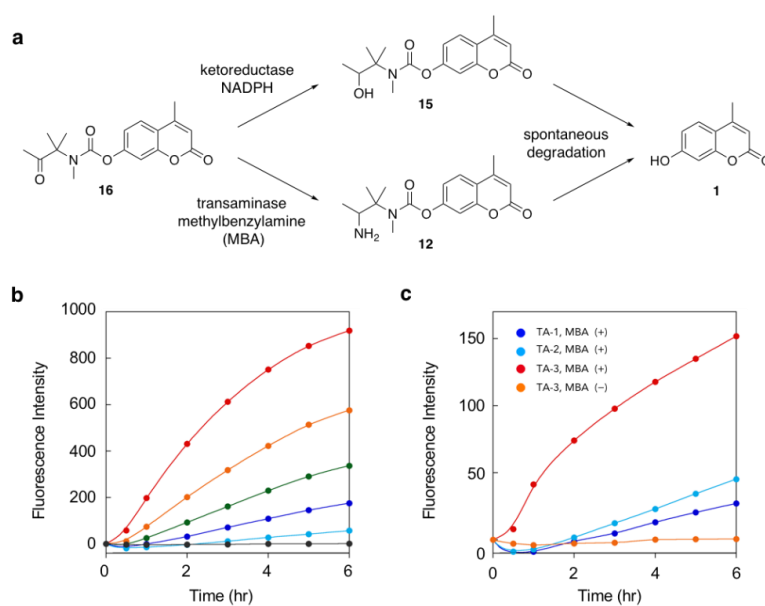 a
ketoreductase
NADPH
transaminase
methylbenzylamine
(MBA)
O
N
O
O
O
O
16
OH
N
O
O
O
O
15
NH2
N
O
O
O
O
12
spontaneous
degradation
HO
O
O
1
b
Fluorescence Intensity
1000
800
600
400
200
0
0 2 4 6
Time (hr)
c
Fluorescence Intensity
150
100
50
0
TA-1, MBA (+)
TA-2, MBA (+)
TA-3, MBA (+)
TA-3, MBA (−)
0 2 4 6
Time (hr)